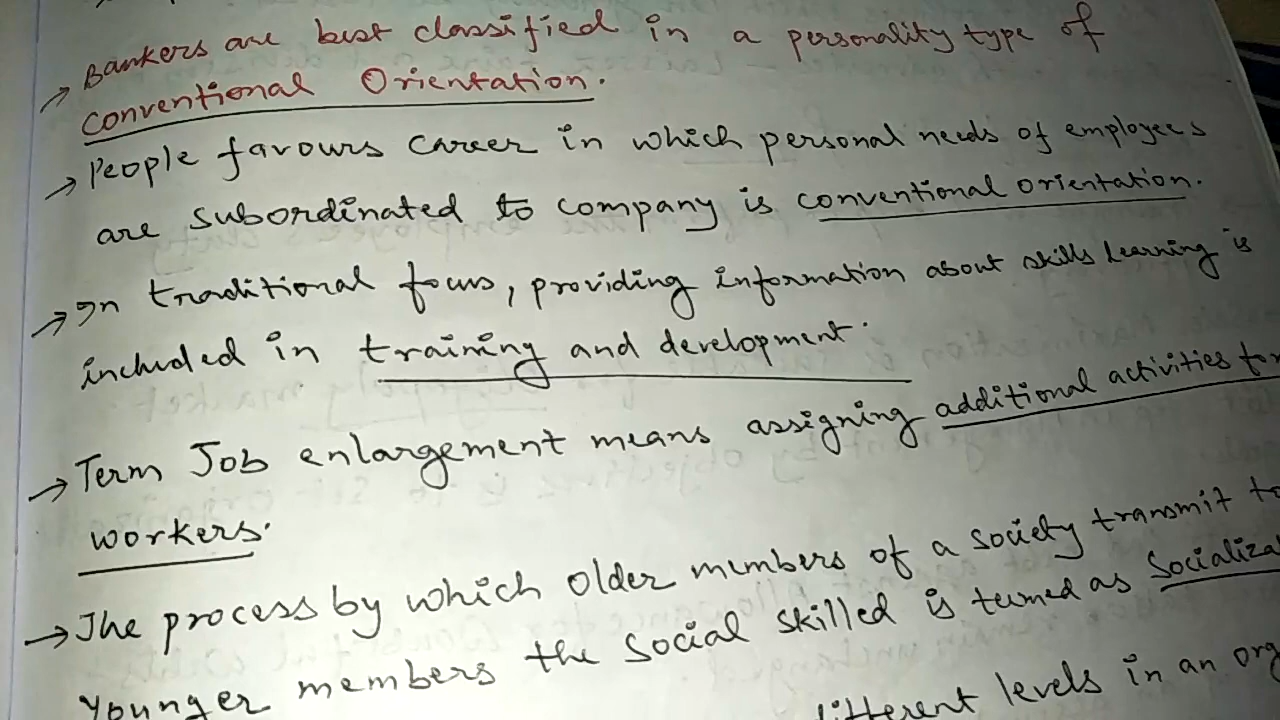 → Bankers are best classified in a personality type of
conventional Orientation.
→ People favours career in which personal needs of employees
are subordinated to company is conventional orientation.
→ In traditional focus, providing information about skills learning is
included in training and development.
→ Term Job enlargement means assigning additional activities for
workers.
→ The process by which older members of a society transmit to
younger members the social skilled is termed as Socializa
different levels in an org